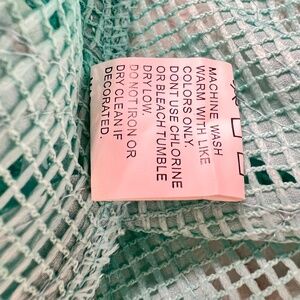 MACHINE WASH
WARM WITH LIKE
COLORS ONLY.
DONT USE CHLORINE
OR BLEACH TUMBLE
DRY LOW.
DO NOT IRON OR
DRY CLEAN IF
DECORATED.